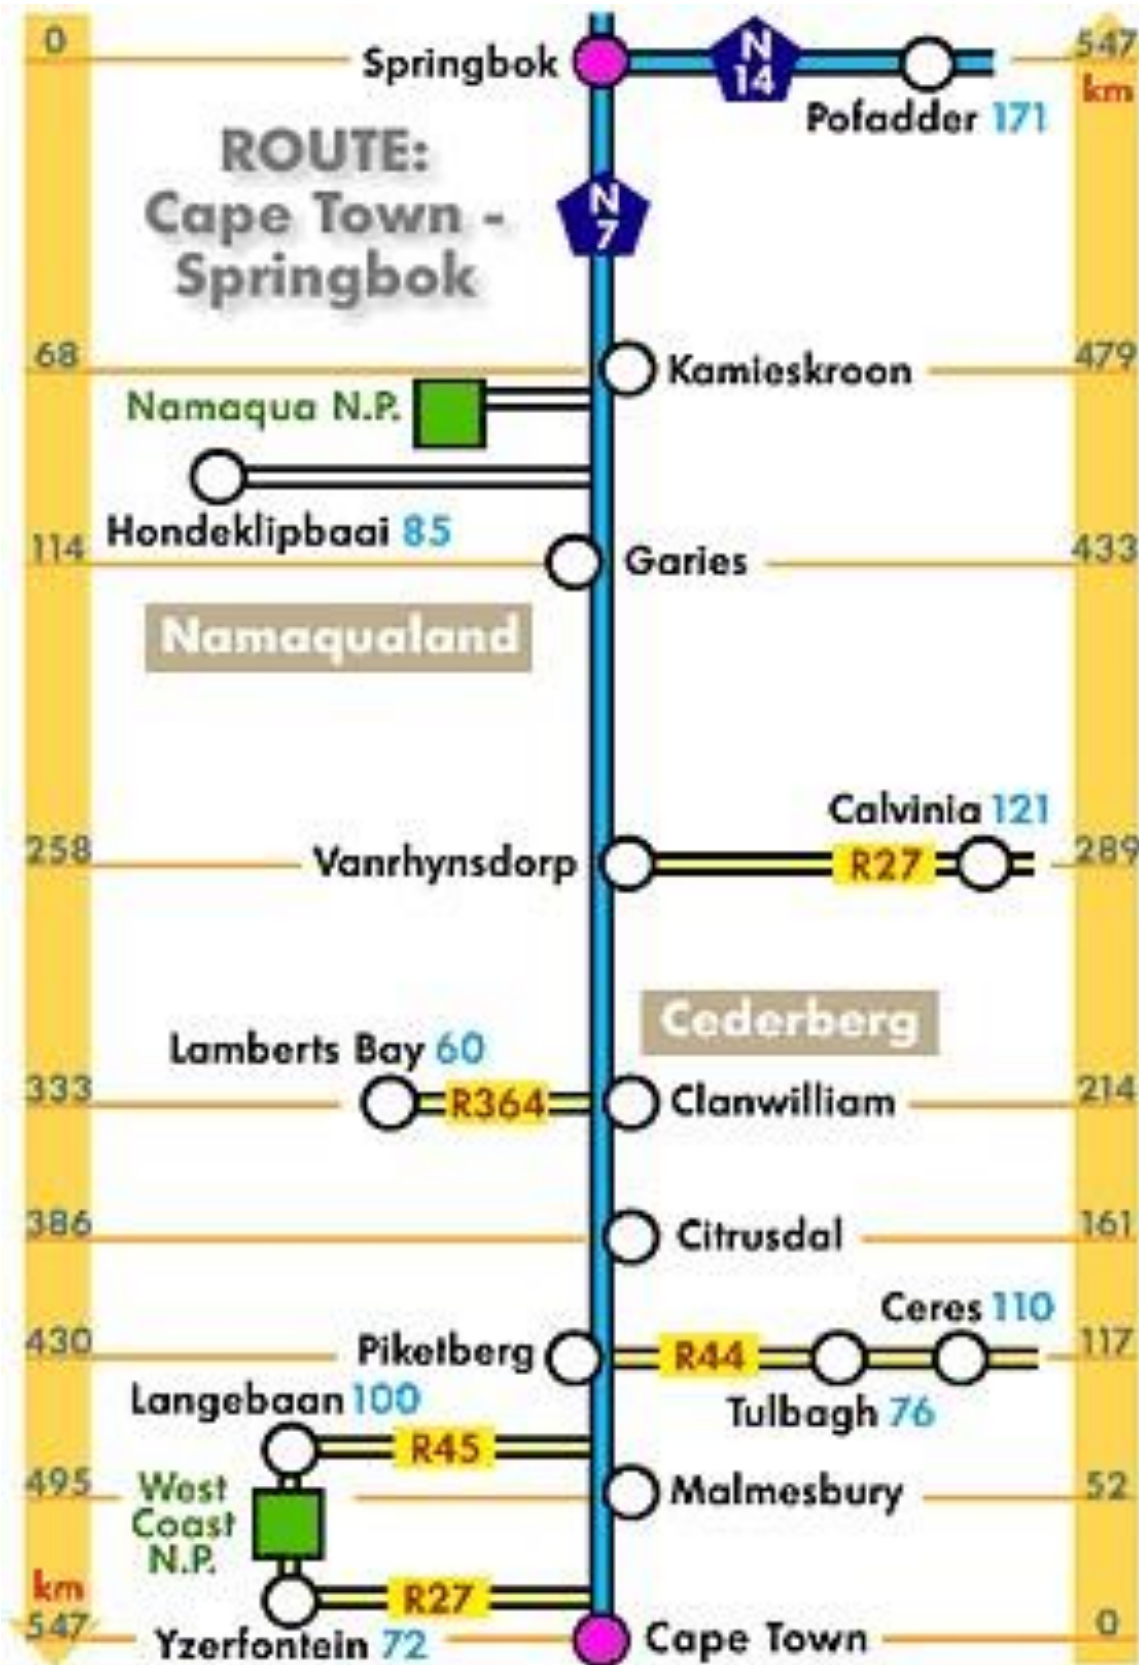 0
Springbok
N
14
547
km
Pofadder 171
ROUTE:
Cape Town -
Springbok
N
7
68
Kamieskroon
479
Namaqua N.P.
Hondeklipbaai 85
114
Garies
433
Namaqualand
Calvinia 121
258
Vanrhynsdorp
R27
289
Cederberg
Lamberts Bay 60
333
R364
Clanwilliam
214
386
Citrusdal
161
Ceres 110
430
Piketberg
R44
117
Langebaan 100
Tulbagh 76
R45
495
West
Coast
N.P.
Malmesbury
52
km
R27
547
Yzerfontein 72
Cape Town
0